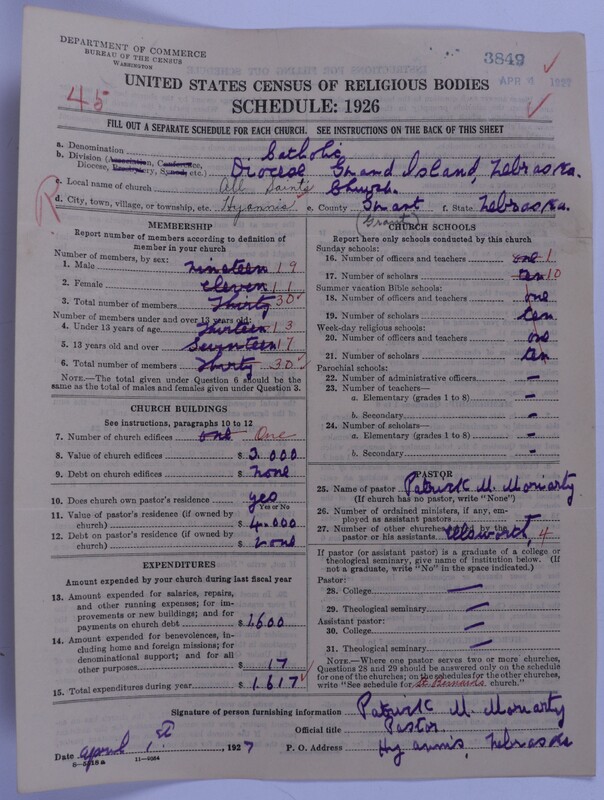 DEPARTMENT OF COMMERCE
BUREAU OF THE CENSUS
WASHINGTON
3849
APR 4 1927
45
UNITED STATES CENSUS OF RELIGIOUS BODIES
SCHEDULE: 1926
FILL OUT A SEPARATE SCHEDULE FOR EACH CHURCH. SEE INSTRUCTIONS ON THE BACK OF THIS SHEET
a. Denomination Catholic
b. Division (Association, Conference, Diocese, Presbytery, Synod, etc.) Diocese Grand Island, Nebraska.
c. Local name of church All Saints Church.
R
d. City, town, village, or township, etc. Hyannis e. County Grant (Grant) f. State Nebraska.
MEMBERSHIP
Report number of members according to definition of member in your church
Number of members, by sex:
1. Male nineteen 19
2. Female eleven 11
3. Total number of members Thirty 30
Number of members under and over 13 years old:
4. Under 13 years of age Thirteen 13
5. 13 years old and over Seventeen 17
6. Total number of members Thirty 30
NOTE.—The total given under Question 6 should be the same as the total of males and females given under Question 3.
CHURCH BUILDINGS
See instructions, paragraphs 10 to 12
7. Number of church edifices one One
8. Value of church edifices $ 3.000
9. Debt on church edifices $ none
10. Does church own pastor's residence yes
Yes or No
11. Value of pastor's residence (if owned by church) $ 4.000
12. Debt on pastor's residence (if owned by church) $ none
EXPENDITURES
Amount expended by your church during last fiscal year
13. Amount expended for salaries, repairs, and other running expenses; for improvements or new buildings; and for payments on church debt $ 1.600
14. Amount expended for benevolences, including home and foreign missions; for denominational support; and for all other purposes $ 17
15. Total expenditures during year $ 1.617
CHURCH SCHOOLS
Report here only schools conducted by this church
Sunday schools:
16. Number of officers and teachers one 1
17. Number of scholars ten 10
Summer vacation Bible schools:
18. Number of officers and teachers one
19. Number of scholars ten
Week-day religious schools:
20. Number of officers and teachers one
21. Number of scholars ten
Parochial schools:
22. Number of administrative officers –
23. Number of teachers—
a. Elementary (grades 1 to 8) –
b. Secondary –
24. Number of scholars—
a. Elementary (grades 1 to 8) –
b. Secondary –
PASTOR
25. Name of pastor Patrick M. Moriarty
(If church has no pastor, write "None")
26. Number of ordained ministers, if any, employed as assistant pastors
27. Number of other churches served by the pastor or his assistants Ellsworth, 4
If pastor (or assistant pastor) is a graduate of a college or theological seminary, give name of institution below. (If not a graduate, write "No" in the space indicated.)
Pastor:
28. College —
29. Theological seminary —
Assistant pastor:
30. College —
31. Theological seminary —
NOTE.—Where one pastor serves two or more churches, Questions 28 and 29 should be answered only on the schedule for one of the churches; on the schedules for the other churches, write "See schedule for St Bernards church."
Signature of person furnishing information Patrick M. Moriarty
Official title Pastor
Date April 1st, 1927 P. O. Address Hyannis, Nebraska
11—8084